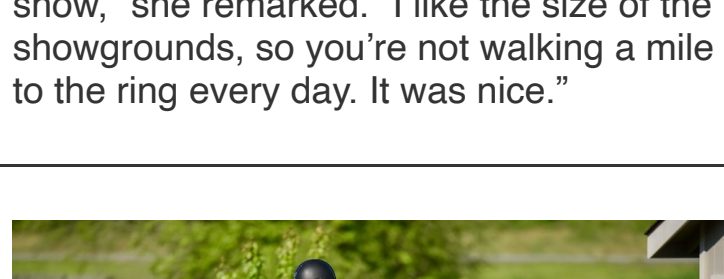 show,” she remarked. “I like the size of the
showgrounds, so you’re not walking a mile
to the ring every day. It was nice.”